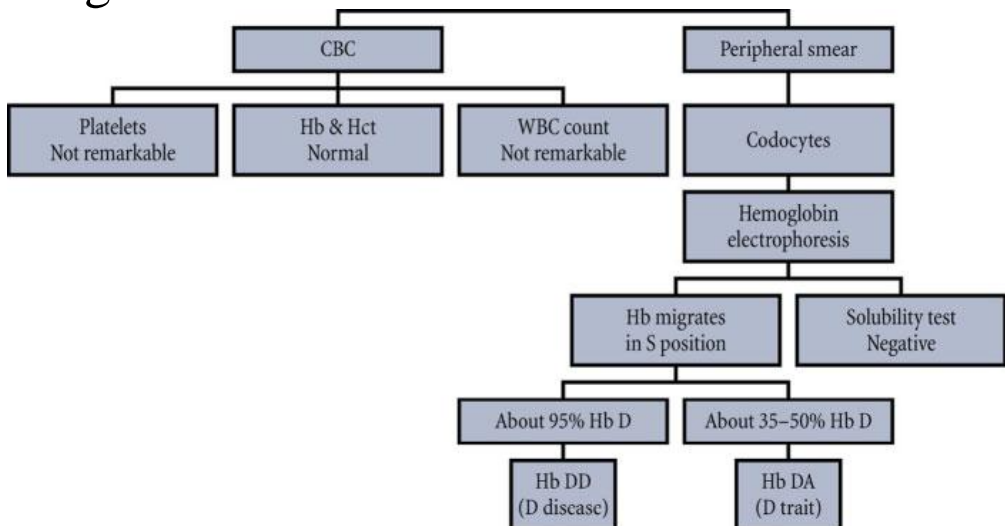 CBC
Peripheral smear
Platelets
Not remarkable
Hb & Hct
Normal
WBC count
Not remarkable
Codocytes
Hemoglobin
electrophoresis
Hb migrates
in S position
Solubility test
Negative
About 95% Hb D
About 35–50% Hb D
Hb DD
(D disease)
Hb DA
(D trait)